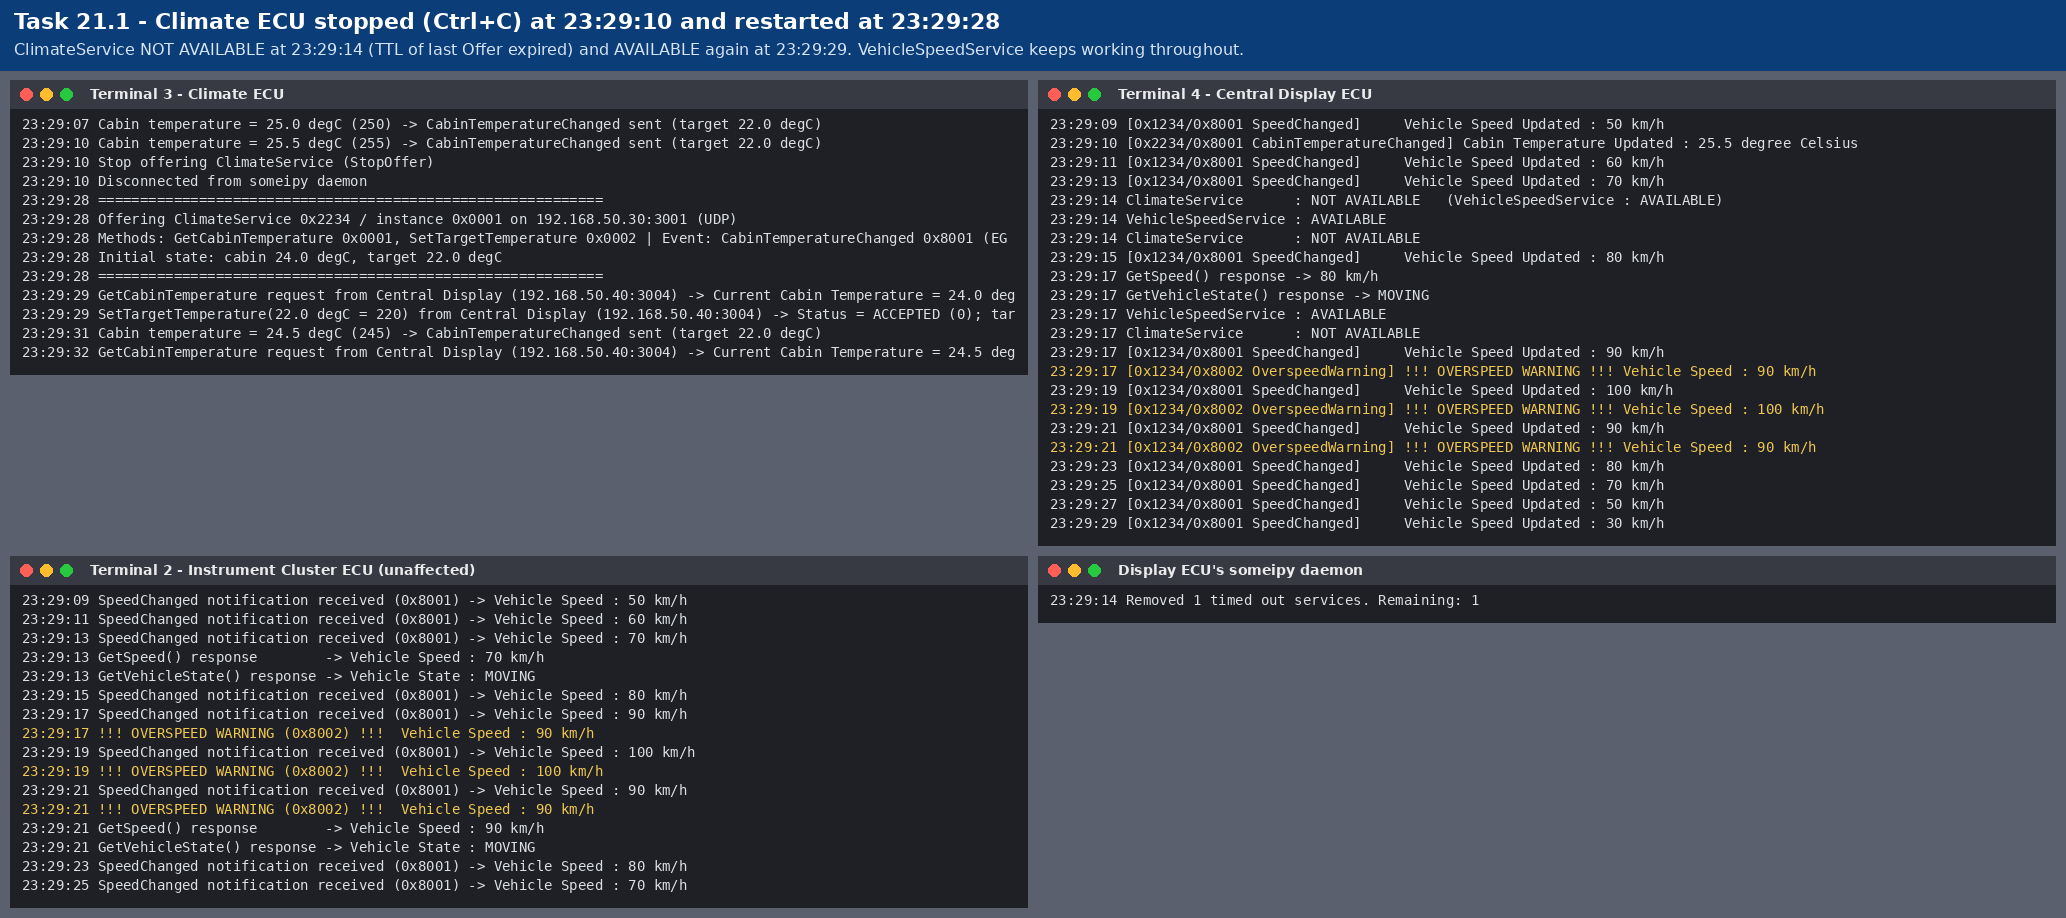 Task 21.1 - Climate ECU stopped (Ctrl+C) at 23:29:10 and restarted at 23:29:28
ClimateService NOT AVAILABLE at 23:29:14 (TTL of last Offer expired) and AVAILABLE again at 23:29:29. VehicleSpeedService keeps working throughout.
Terminal 3 - Climate ECU
23:29:07 Cabin temperature = 25.0 degC (250) -> CabinTemperatureChanged sent (target 22.0 degC)
23:29:10 Cabin temperature = 25.5 degC (255) -> CabinTemperatureChanged sent (target 22.0 degC)
23:29:10 Stop offering ClimateService (StopOffer)
23:29:10 Disconnected from someipy daemon
23:29:28 ============================================================
23:29:28 Offering ClimateService 0x2234 / instance 0x0001 on 192.168.50.30:3001 (UDP)
23:29:28 Methods: GetCabinTemperature 0x0001, SetTargetTemperature 0x0002 | Event: CabinTemperatureChanged 0x8001 (EG
23:29:28 Initial state: cabin 24.0 degC, target 22.0 degC
23:29:28 ============================================================
23:29:29 GetCabinTemperature request from Central Display (192.168.50.40:3004) -> Current Cabin Temperature = 24.0 deg
23:29:29 SetTargetTemperature(22.0 degC = 220) from Central Display (192.168.50.40:3004) -> Status = ACCEPTED (0); tar
23:29:31 Cabin temperature = 24.5 degC (245) -> CabinTemperatureChanged sent (target 22.0 degC)
23:29:32 GetCabinTemperature request from Central Display (192.168.50.40:3004) -> Current Cabin Temperature = 24.5 deg
Terminal 4 - Central Display ECU
23:29:09 [0x1234/0x8001 SpeedChanged]     Vehicle Speed Updated : 50 km/h
23:29:10 [0x2234/0x8001 CabinTemperatureChanged] Cabin Temperature Updated : 25.5 degree Celsius
23:29:11 [0x1234/0x8001 SpeedChanged]     Vehicle Speed Updated : 60 km/h
23:29:13 [0x1234/0x8001 SpeedChanged]     Vehicle Speed Updated : 70 km/h
23:29:14 ClimateService      : NOT AVAILABLE   (VehicleSpeedService : AVAILABLE)
23:29:14 VehicleSpeedService : AVAILABLE
23:29:14 ClimateService      : NOT AVAILABLE
23:29:15 [0x1234/0x8001 SpeedChanged]     Vehicle Speed Updated : 80 km/h
23:29:17 GetSpeed() response -> 80 km/h
23:29:17 GetVehicleState() response -> MOVING
23:29:17 VehicleSpeedService : AVAILABLE
23:29:17 ClimateService      : NOT AVAILABLE
23:29:17 [0x1234/0x8001 SpeedChanged]     Vehicle Speed Updated : 90 km/h
23:29:17 [0x1234/0x8002 OverspeedWarning] !!! OVERSPEED WARNING !!! Vehicle Speed : 90 km/h
23:29:19 [0x1234/0x8001 SpeedChanged]     Vehicle Speed Updated : 100 km/h
23:29:19 [0x1234/0x8002 OverspeedWarning] !!! OVERSPEED WARNING !!! Vehicle Speed : 100 km/h
23:29:21 [0x1234/0x8001 SpeedChanged]     Vehicle Speed Updated : 90 km/h
23:29:21 [0x1234/0x8002 OverspeedWarning] !!! OVERSPEED WARNING !!! Vehicle Speed : 90 km/h
23:29:23 [0x1234/0x8001 SpeedChanged]     Vehicle Speed Updated : 80 km/h
23:29:25 [0x1234/0x8001 SpeedChanged]     Vehicle Speed Updated : 70 km/h
23:29:27 [0x1234/0x8001 SpeedChanged]     Vehicle Speed Updated : 50 km/h
23:29:29 [0x1234/0x8001 SpeedChanged]     Vehicle Speed Updated : 30 km/h
Terminal 2 - Instrument Cluster ECU (unaffected)
23:29:09 SpeedChanged notification received (0x8001) -> Vehicle Speed : 50 km/h
23:29:11 SpeedChanged notification received (0x8001) -> Vehicle Speed : 60 km/h
23:29:13 SpeedChanged notification received (0x8001) -> Vehicle Speed : 70 km/h
23:29:13 GetSpeed() response        -> Vehicle Speed : 70 km/h
23:29:13 GetVehicleState() response -> Vehicle State : MOVING
23:29:15 SpeedChanged notification received (0x8001) -> Vehicle Speed : 80 km/h
23:29:17 SpeedChanged notification received (0x8001) -> Vehicle Speed : 90 km/h
23:29:17 !!! OVERSPEED WARNING (0x8002) !!!  Vehicle Speed : 90 km/h
23:29:19 SpeedChanged notification received (0x8001) -> Vehicle Speed : 100 km/h
23:29:19 !!! OVERSPEED WARNING (0x8002) !!!  Vehicle Speed : 100 km/h
23:29:21 SpeedChanged notification received (0x8001) -> Vehicle Speed : 90 km/h
23:29:21 !!! OVERSPEED WARNING (0x8002) !!!  Vehicle Speed : 90 km/h
23:29:21 GetSpeed() response        -> Vehicle Speed : 90 km/h
23:29:21 GetVehicleState() response -> Vehicle State : MOVING
23:29:23 SpeedChanged notification received (0x8001) -> Vehicle Speed : 80 km/h
23:29:25 SpeedChanged notification received (0x8001) -> Vehicle Speed : 70 km/h
Display ECU's someipy daemon
23:29:14 Removed 1 timed out services. Remaining: 1